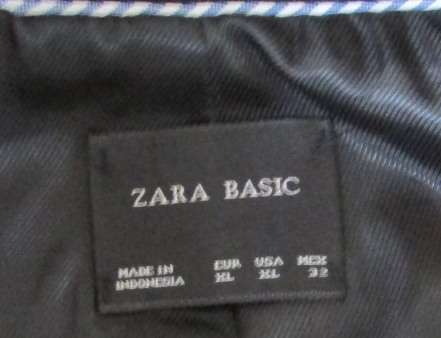 ZARA BASIC
MADE IN EUR USA MEX
INDONESIA XL XL 32